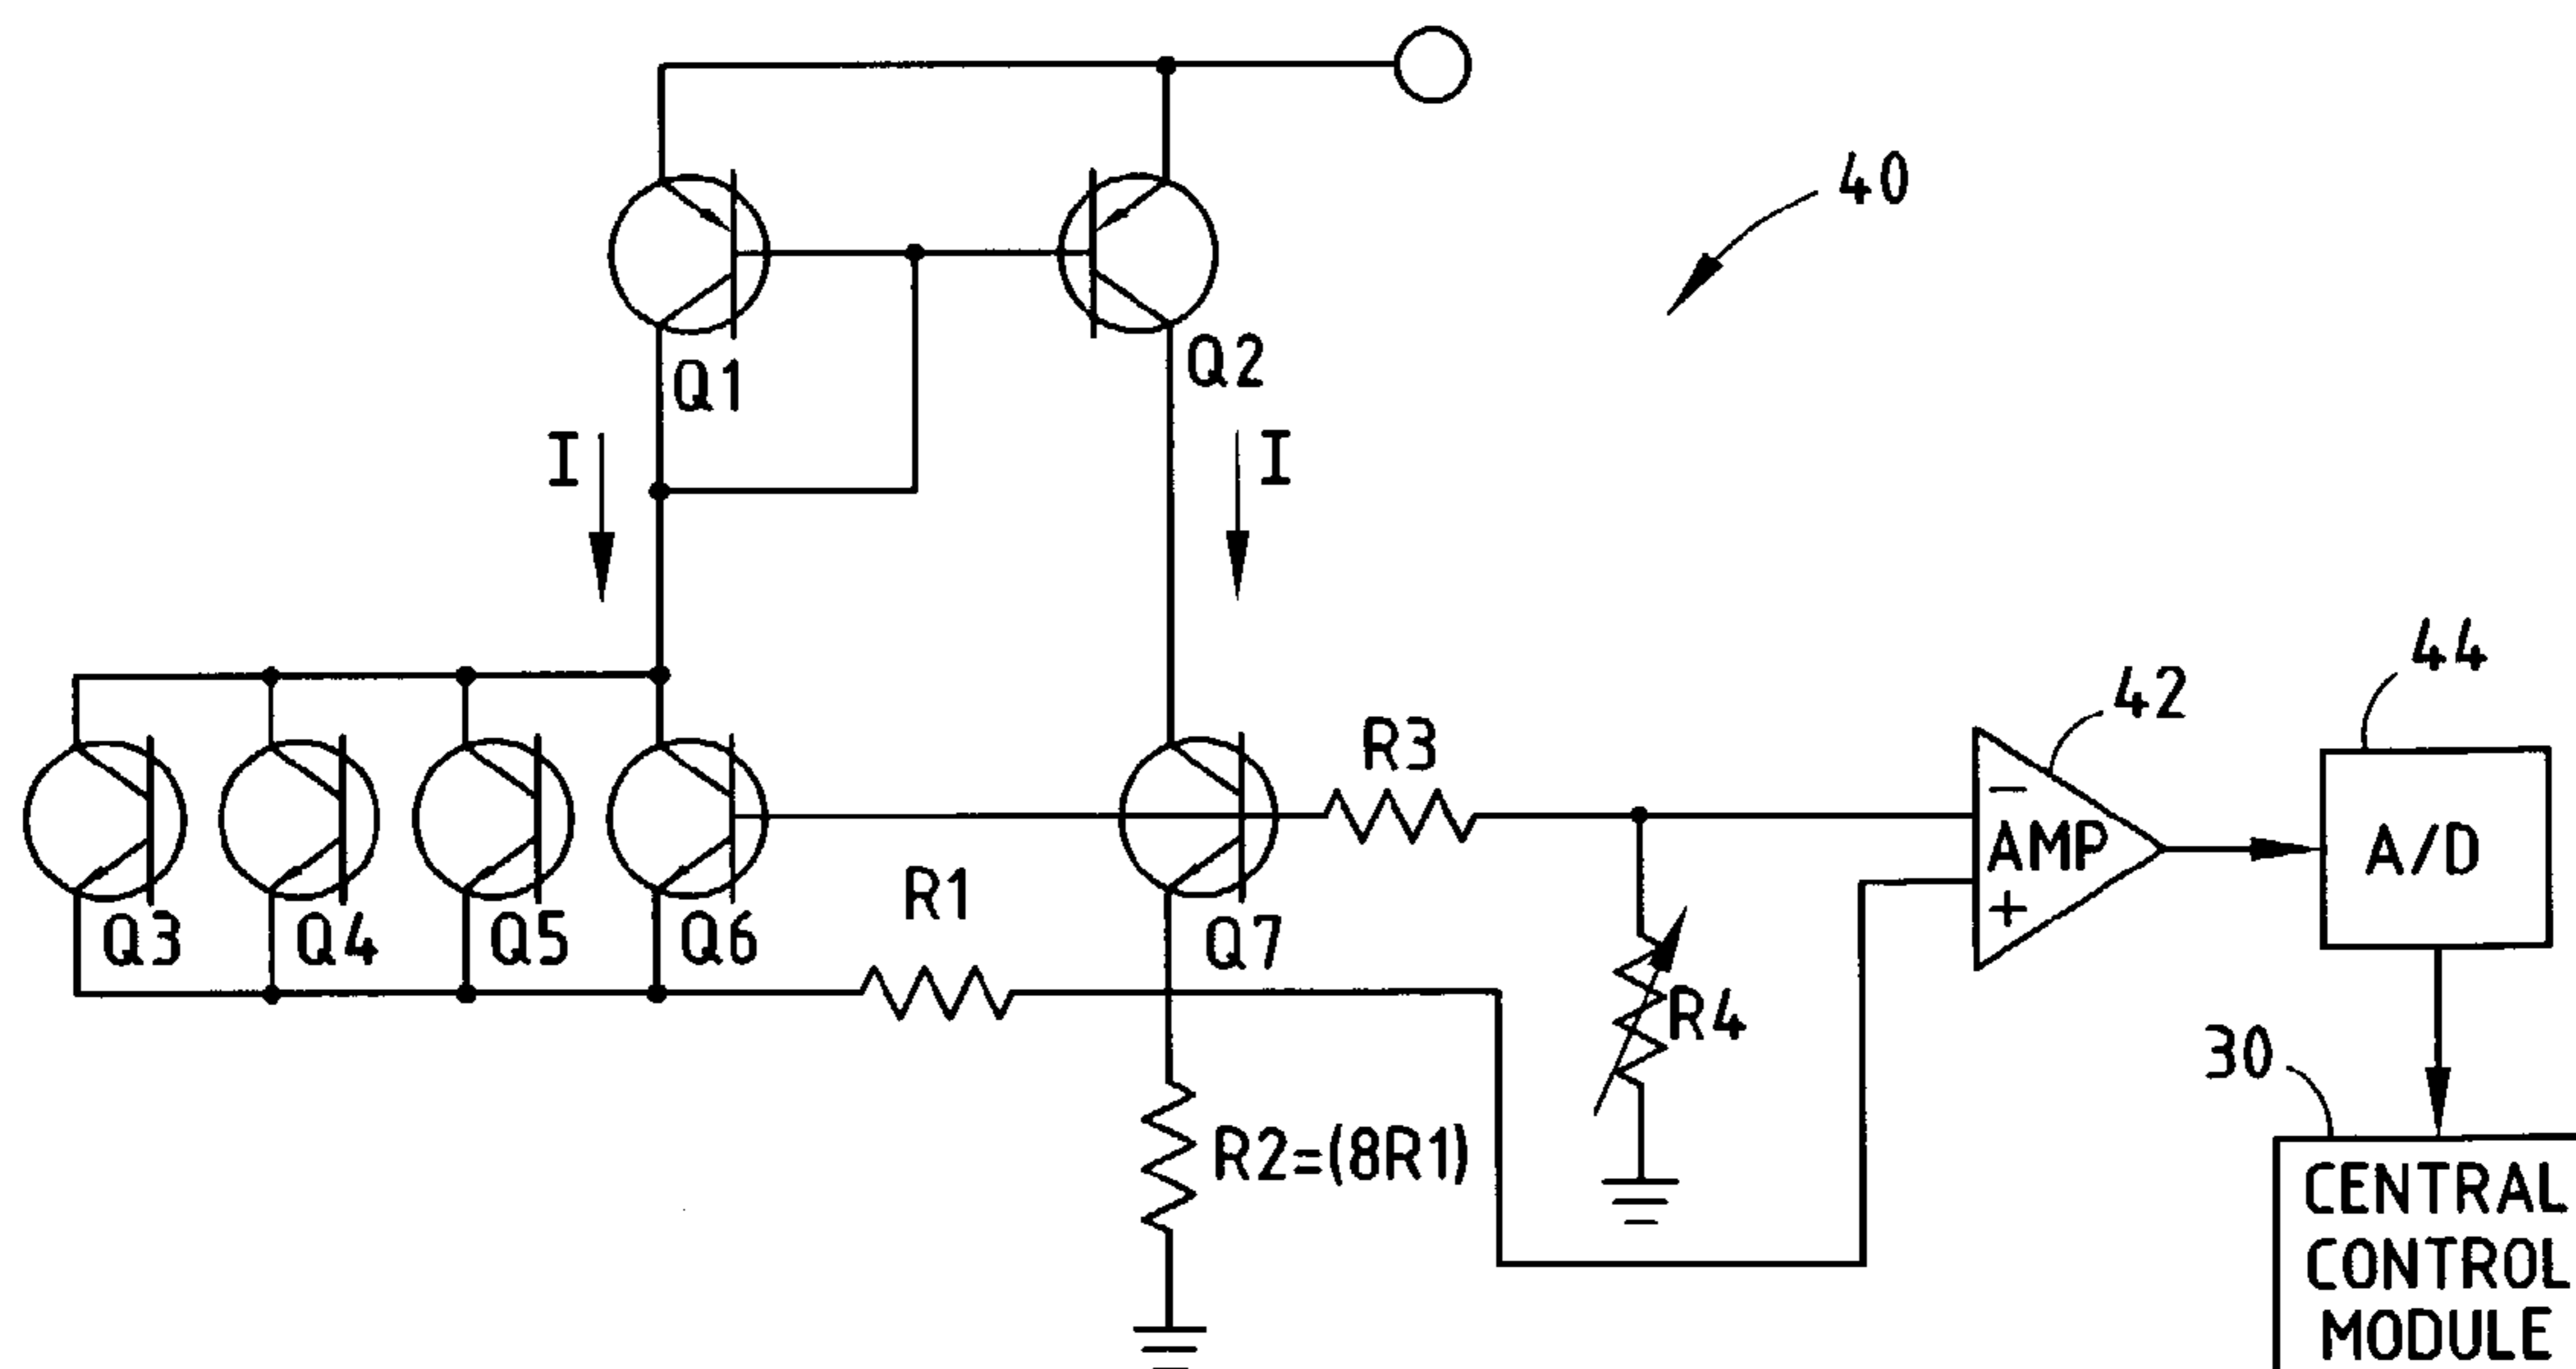 40
Q1
Q2
I
I
44
42
R3
−
AMP
+
A/D
R1
Q3
Q4
Q5
Q6
Q7
R4
30
R2=(8R1)
CENTRAL
CONTROL
MODULE